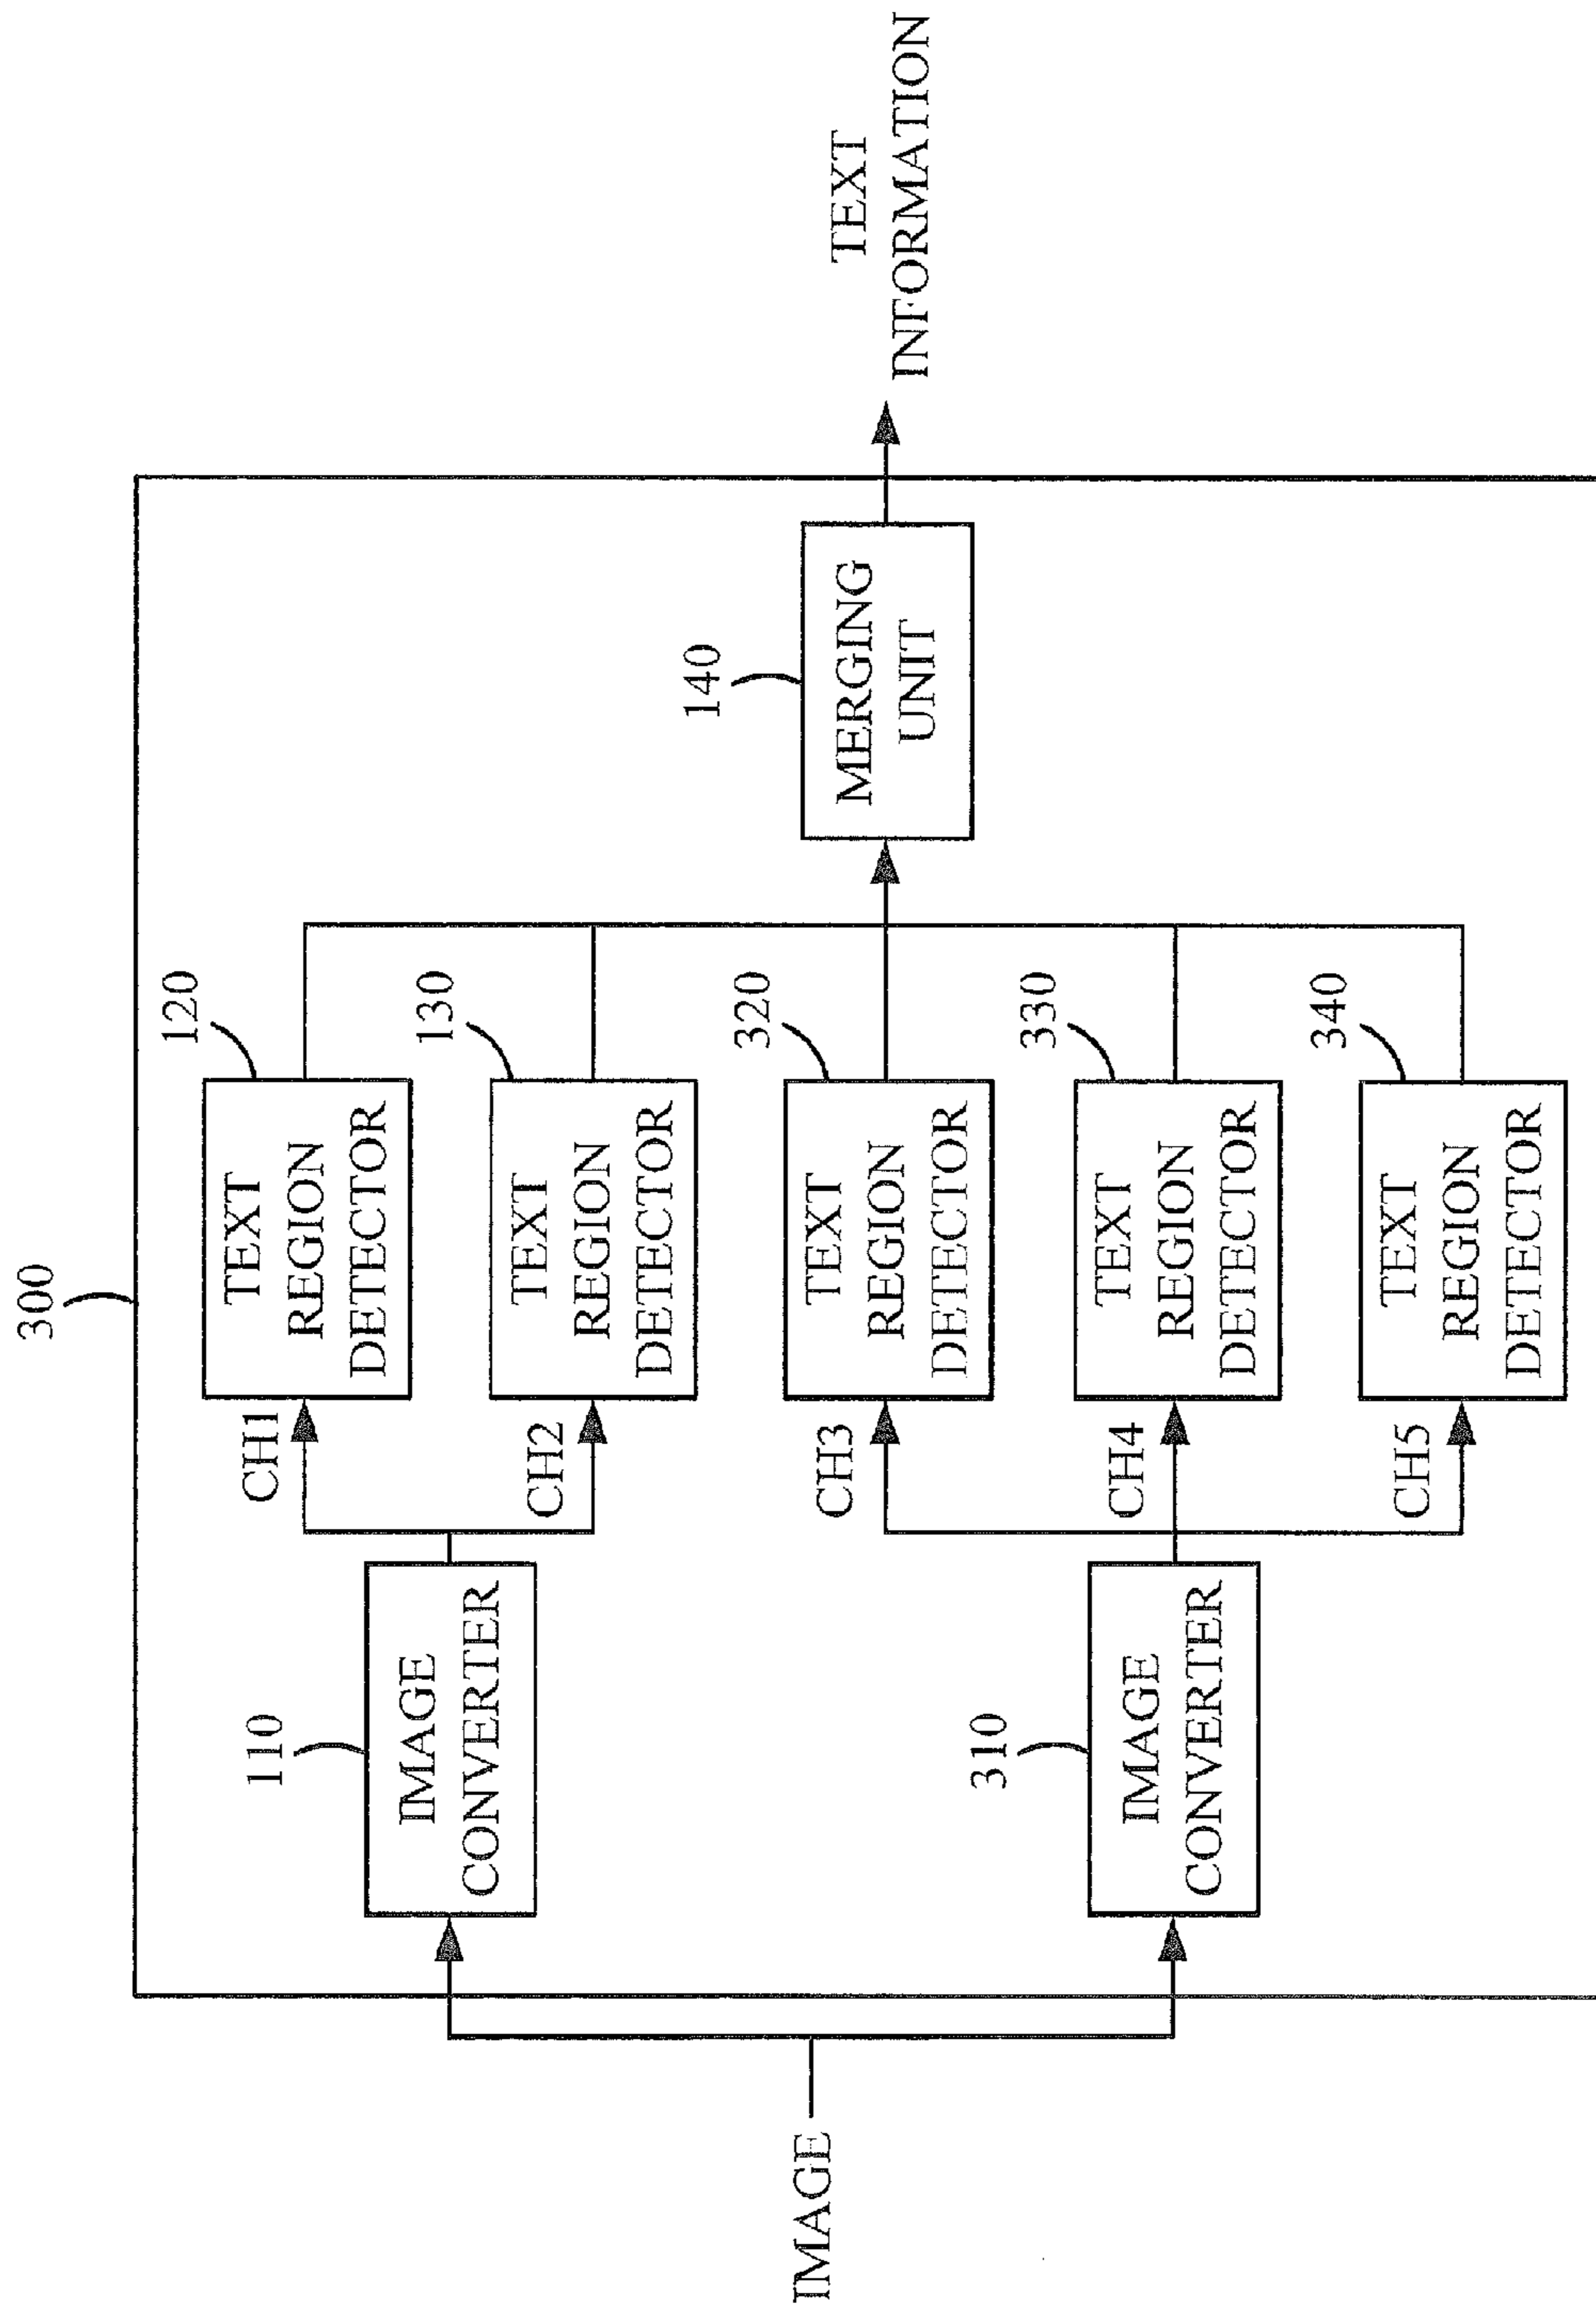 300
IMAGE
110
IMAGE
CONVERTER
310
IMAGE
CONVERTER
CH1
CH2
CH3
CH4
CH5
120
TEXT
REGION
DETECTOR
130
TEXT
REGION
DETECTOR
320
TEXT
REGION
DETECTOR
330
TEXT
REGION
DETECTOR
340
TEXT
REGION
DETECTOR
140
MERGING
UNIT
TEXT
INFORMATION